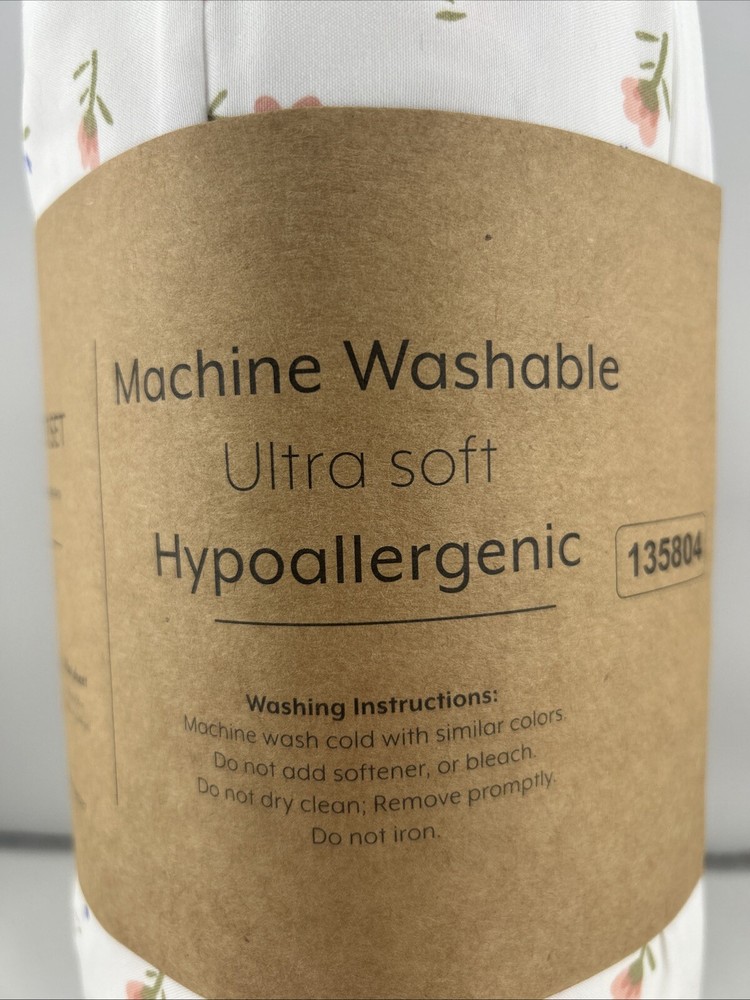 Machine Washable
Ultra soft
Hypoallergenic
135804
Washing Instructions:
Machine wash cold with similar colors.
Do not add softener, or bleach.
Do not dry clean; Remove promptly.
Do not iron.